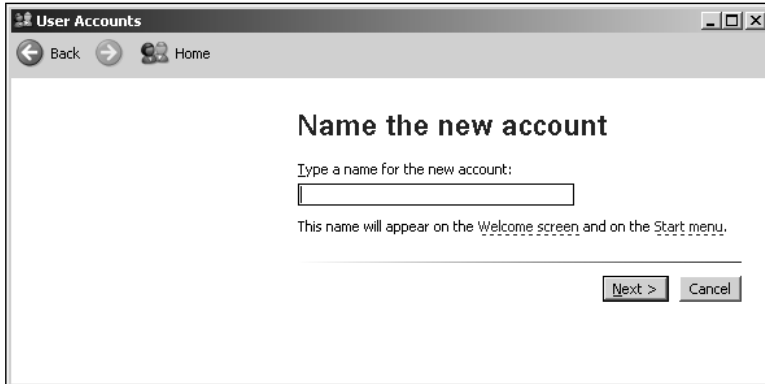 User Accounts
Back Home
Name the new account
Type a name for the new account:
This name will appear on the Welcome screen and on the Start menu.
Next > Cancel